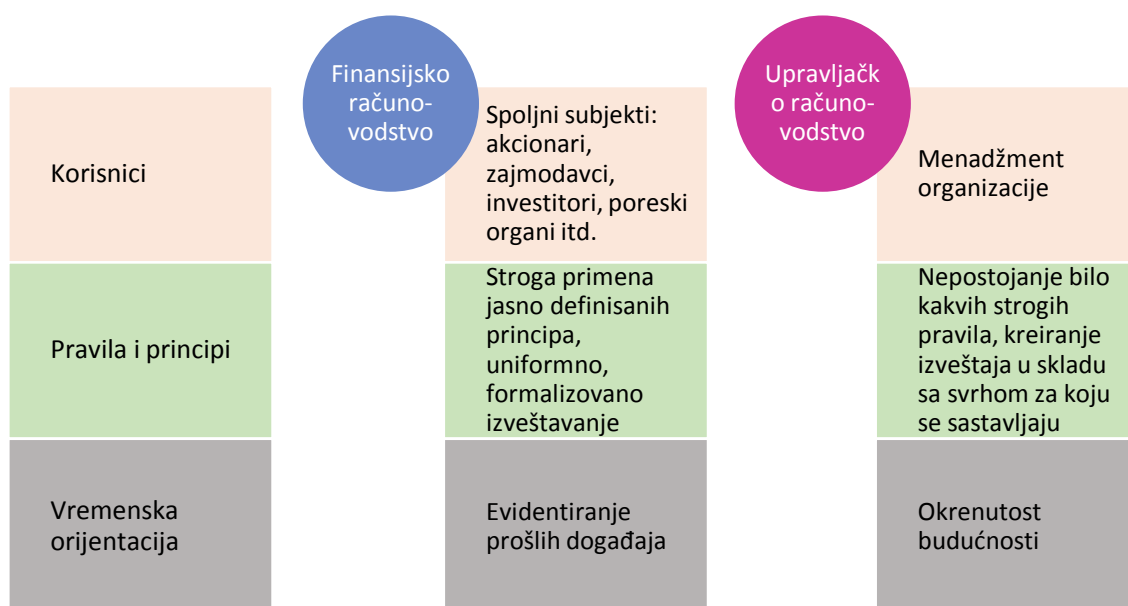 Finansijsko
računo-
vodstvo
Upravljačk
o računo-
vodstvo
Korisnici
Spoljni subjekti:
akcionari,
zajmodavci,
investitori, poreski
organi itd.
Menadžment
organizacije
Pravila i principi
Stroga primena
jasno definisanih
principa,
uniformno,
formalizovano
izveštavanje
Nepostojanje bilo
kakvih strogih
pravila, kreiranje
izveštaja u skladu
sa svrhom za koju
se sastavljaju
Vremenska
orijentacija
Evidentiranje
prošlih događaja
Okrenutost
budućnosti